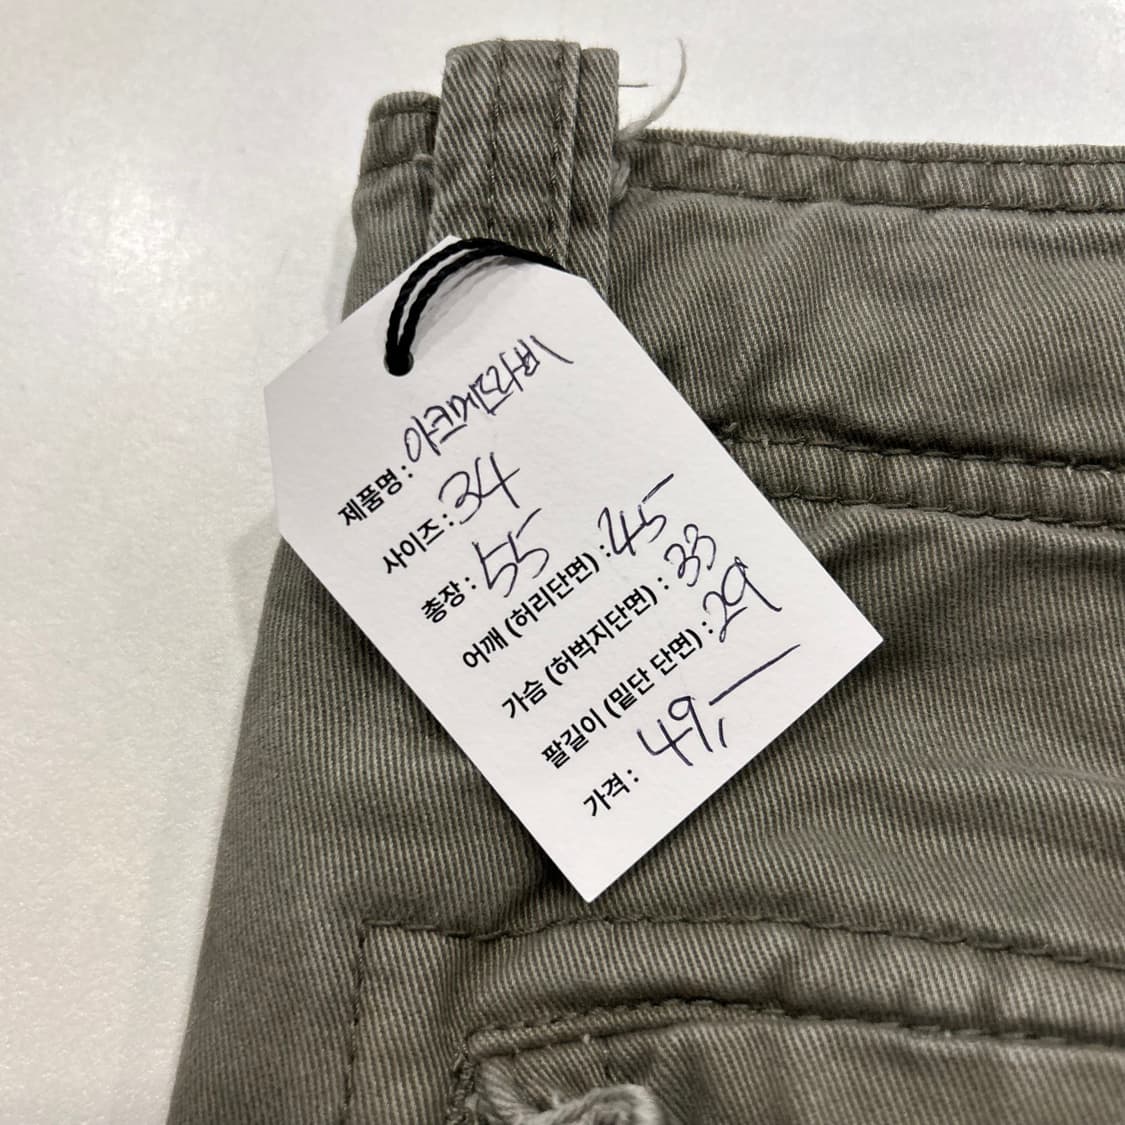 제품명 : 아크메드라비
사이즈 : 34
총장 : 55
어깨 (허리단면) : 45
가슴 (허벅지단면) : 33
팔길이 (밑단 단면) : 29
가격 : 49,-